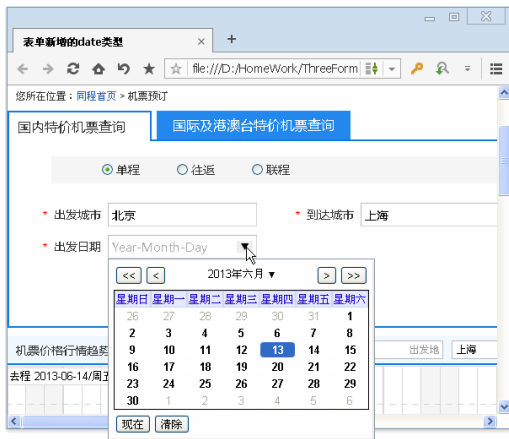 表单新增的date类型
file:///D:/HomeWork/ThreeForm
您所在位置：同程首页 > 机票预订
国内特价机票查询 国际及港澳台特价机票查询
单程 往返 联程
* 出发城市 北京 * 到达城市 上海
* 出发日期 Year-Month-Day
<< < 2013年六月 > >>
星期日 星期一 星期二 星期三 星期四 星期五 星期六
26 27 28 29 30 31 1
2 3 4 5 6 7 8
9 10 11 12 13 14 15
16 17 18 19 20 21 22
23 24 25 26 27 28 29
30 1 2 3 4 5 6
现在 清除
机票价格行情趋势 出发地 上海
去程 2013-06-14/周五